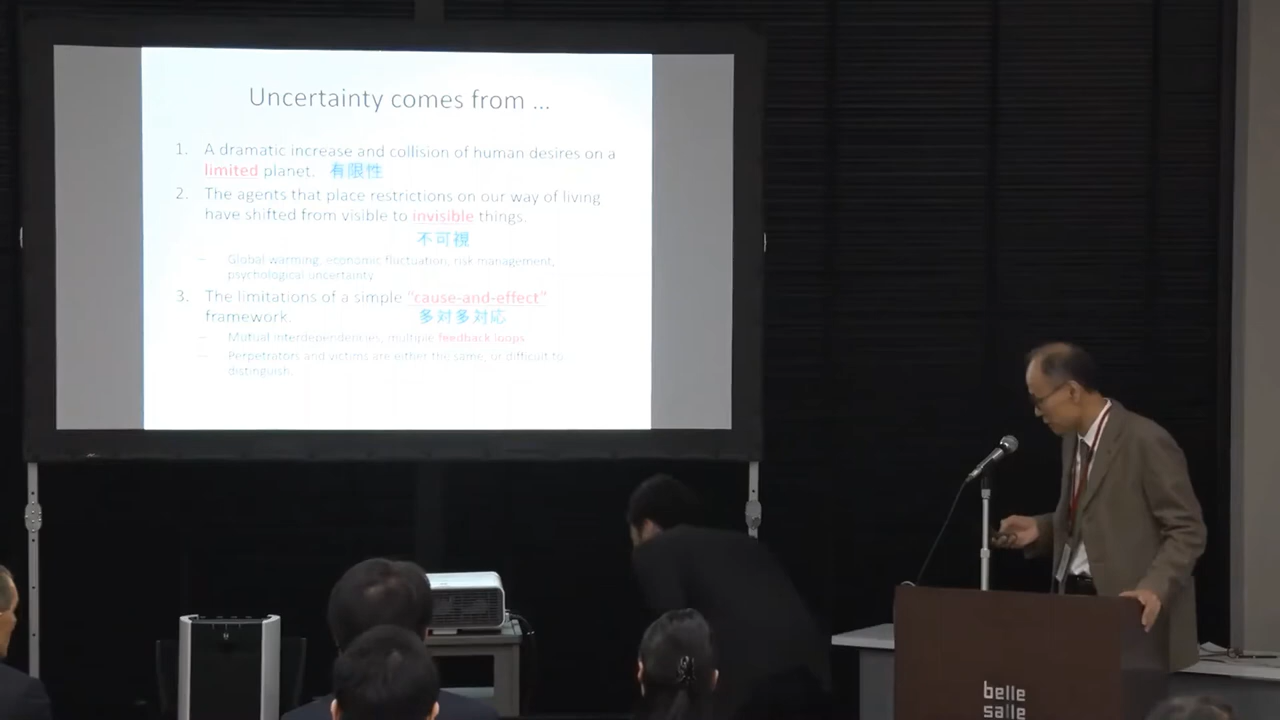 Uncertainty comes from ...
1. A dramatic increase and collision of human desires on a
limited planet. 有限性
2. The agents that place restrictions on our way of living
have shifted from visible to invisible things.
不可視
– Global warming, economic fluctuation, risk management,
psychological uncertainty
3. The limitations of a simple "cause-and-effect"
framework. 多対多対応
– Mutual interdependencies, multiple feedback loops
– Perpetrators and victims are either the same, or difficult to
distinguish.
belle
salle